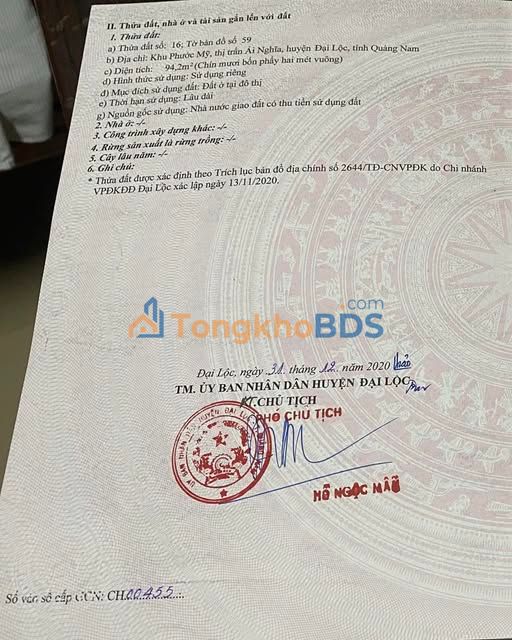 II. Thửa đất, nhà ở và tài sản gắn liền với đất
1. Thửa đất:
a) Thửa đất số: 16; Tờ bản đồ số 59
b) Địa chỉ: Khu Phước Mỹ, thị trấn Ái Nghĩa, huyện Đại Lộc, tỉnh Quảng Nam
c) Diện tích: 94,2m² (Chín mươi bốn phẩy hai mét vuông)
d) Hình thức sử dụng: Sử dụng riêng
đ) Mục đích sử dụng đất: Đất ở tại đô thị
e) Thời hạn sử dụng: Lâu dài
g) Nguồn gốc sử dụng: Nhà nước giao đất có thu tiền sử dụng đất
2. Nhà ở: -/-
3. Công trình xây dựng khác: -/-
4. Rừng sản xuất là rừng trồng: -/-
5. Cây lâu năm: -/-
6. Ghi chú:
* Thửa đất được xác định theo Trích lục bản đồ địa chính số 2644/TĐ-CNVPĐK do Chi nhánh
VPĐKĐĐ Đại Lộc xác lập ngày 13/11/2020.
TongkhoBDS.com
Đại Lộc, ngày 31 tháng 12 năm 2020
TM. ỦY BAN NHÂN DÂN HUYỆN ĐẠI LỘC
KT.CHỦ TỊCH
PHÓ CHỦ TỊCH
HỒ NGỌC MẪN
Số vào sổ cấp GCN: CH.00455